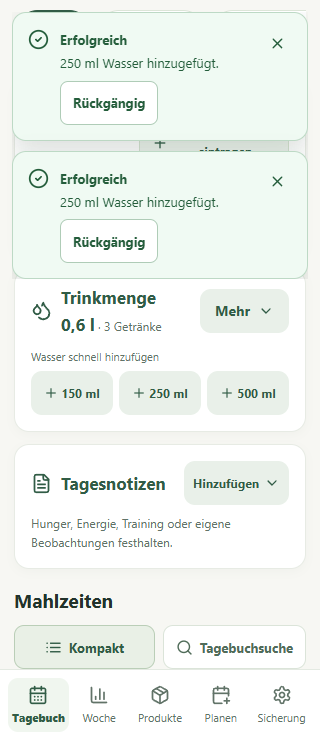 Erfolgreich
250 ml Wasser hinzugefügt.
Rückgängig
Erfolgreich
250 ml Wasser hinzugefügt.
Rückgängig
Trinkmenge
0,6 l · 3 Getränke
Mehr
Wasser schnell hinzufügen
+ 150 ml
+ 250 ml
+ 500 ml
Tagesnotizen
Hinzufügen
Hunger, Energie, Training oder eigene
Beobachtungen festhalten.
Mahlzeiten
Kompakt
Tagebuchsuche
Tagebuch
Woche
Produkte
Planen
Sicherung